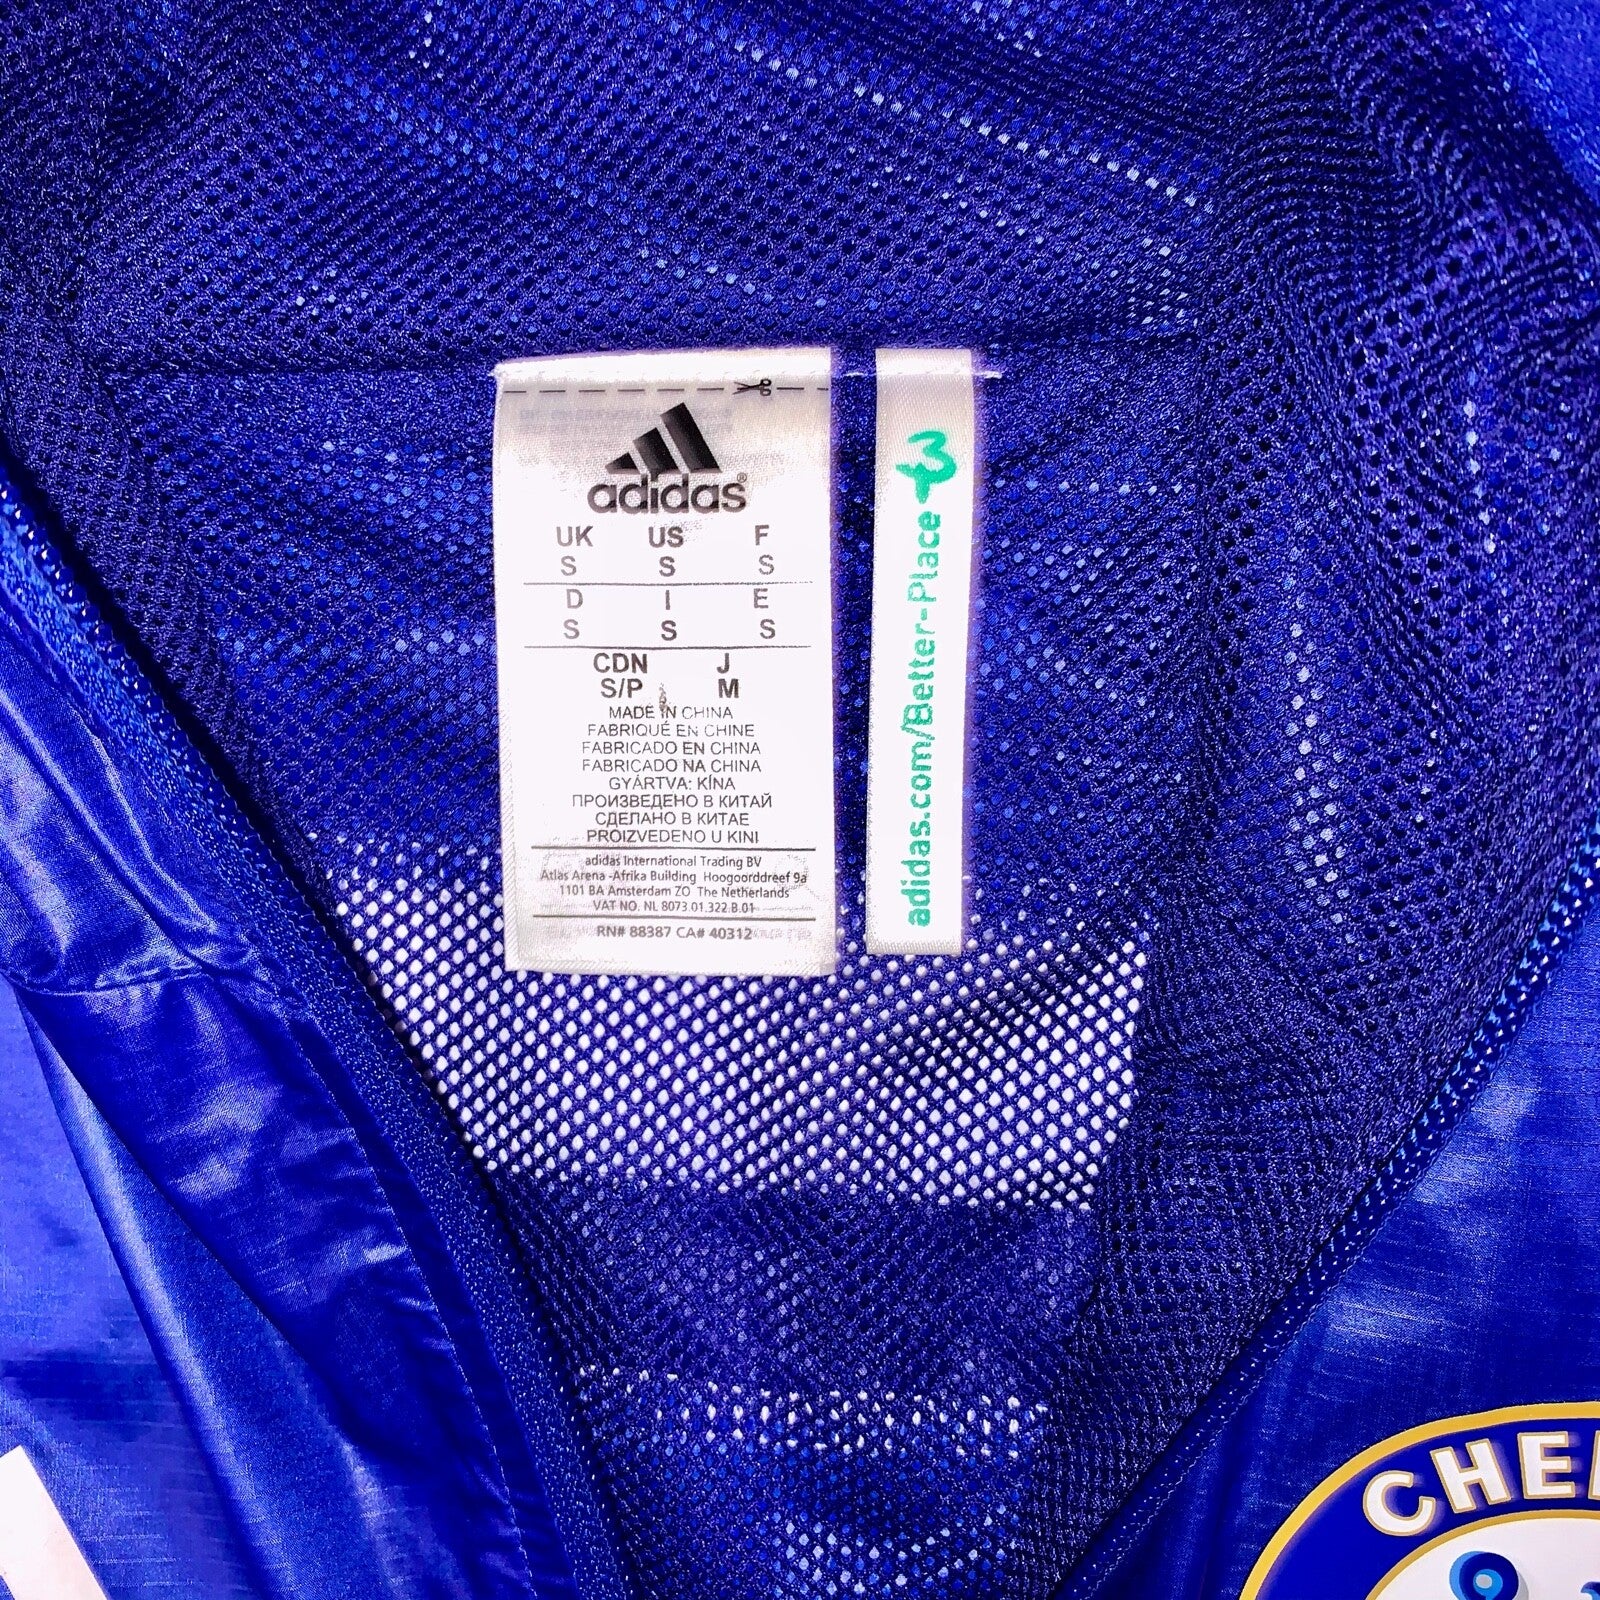 adidas®
UK US F
S S S
D I E
S S S
CDN J
S/P M
MADE IN CHINA
FABRIQUÉ EN CHINE
FABRICADO EN CHINA
FABRICADO NA CHINA
GYÁRTVA: KÍNA
ПРОИЗВЕДЕНО В КИТАЙ
СДЕЛАНО В КИТАЕ
PROIZVEDENO U KINI
adidas International Trading BV
Atlas Arena -Afrika Building Hoogoorddreef 9a
1101 BA Amsterdam ZO The Netherlands
VAT NO. NL 8073.01.322.B.01
RN# 88387 CA# 40312
adidas.com/Better-Place
CHE